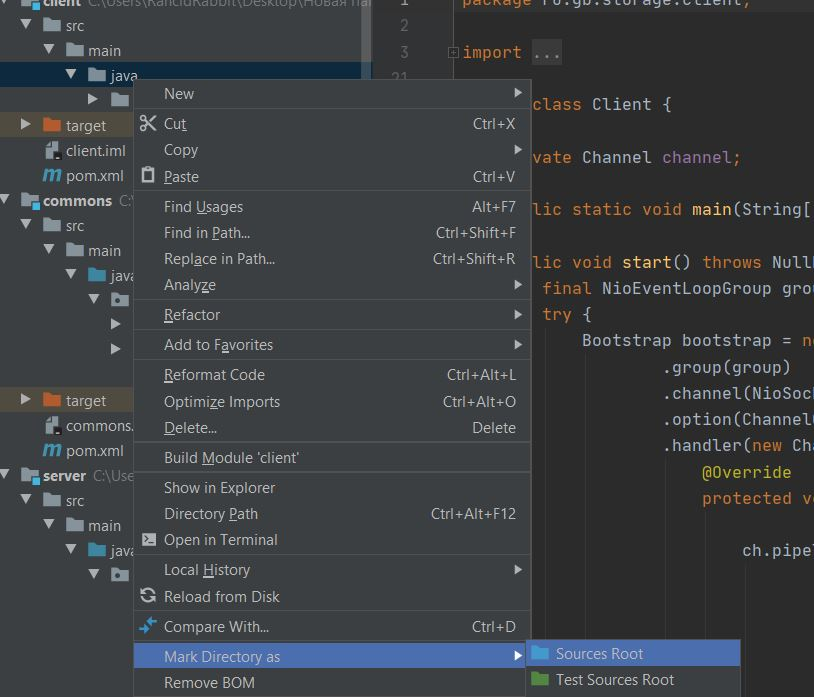 client C:\Users\RancidRabbit\Desktop\Новая
src
main
java
target
client.iml
pom.xml
commons C:
src
main
java
target
commons.
pom.xml
server C:\Use
src
main
java
New
Cut Ctrl+X
Copy
Paste Ctrl+V
Find Usages Alt+F7
Find in Path... Ctrl+Shift+F
Replace in Path... Ctrl+Shift+R
Analyze
Refactor
Add to Favorites
Reformat Code Ctrl+Alt+L
Optimize Imports Ctrl+Alt+O
Delete... Delete
Build Module 'client'
Show in Explorer
Directory Path Ctrl+Alt+F12
Open in Terminal
Local History
Reload from Disk
Compare With... Ctrl+D
Mark Directory as
Remove BOM
Sources Root
Test Sources Root
1 package ru.gb.storage.client;
2
3 import ...
21
class Client {
vate Channel channel;
lic static void main(String[
lic void start() throws Null
final NioEventLoopGroup grou
try {
Bootstrap bootstrap = ne
.group(group)
.channel(NioSoc
.option(Channel
.handler(new Cha
@Override
protected vo
ch.pipel